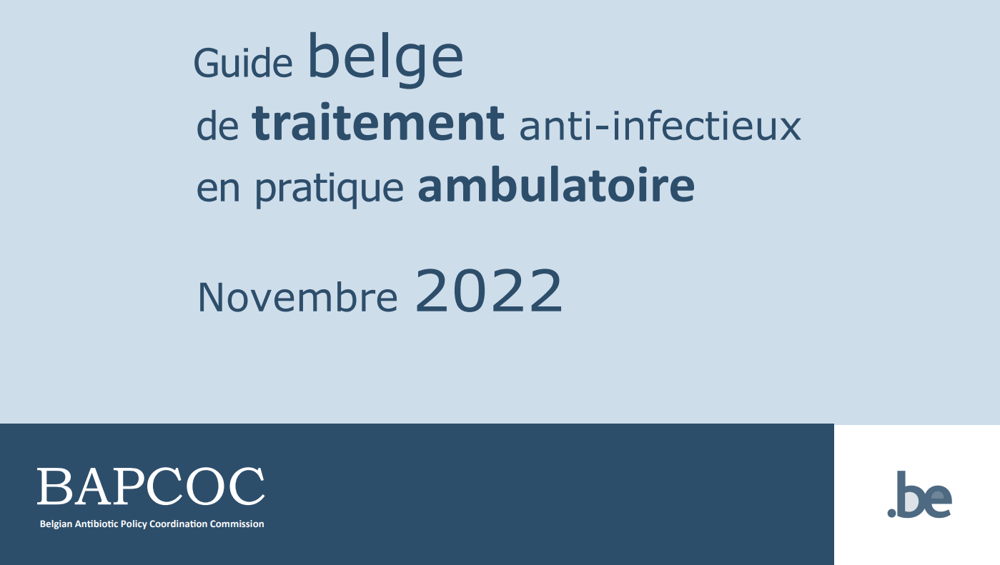 Guide belge
de traitement anti-infectieux
en pratique ambulatoire
Novembre 2022
BAPCOC
Belgian Antibiotic Policy Coordination Commission
.be